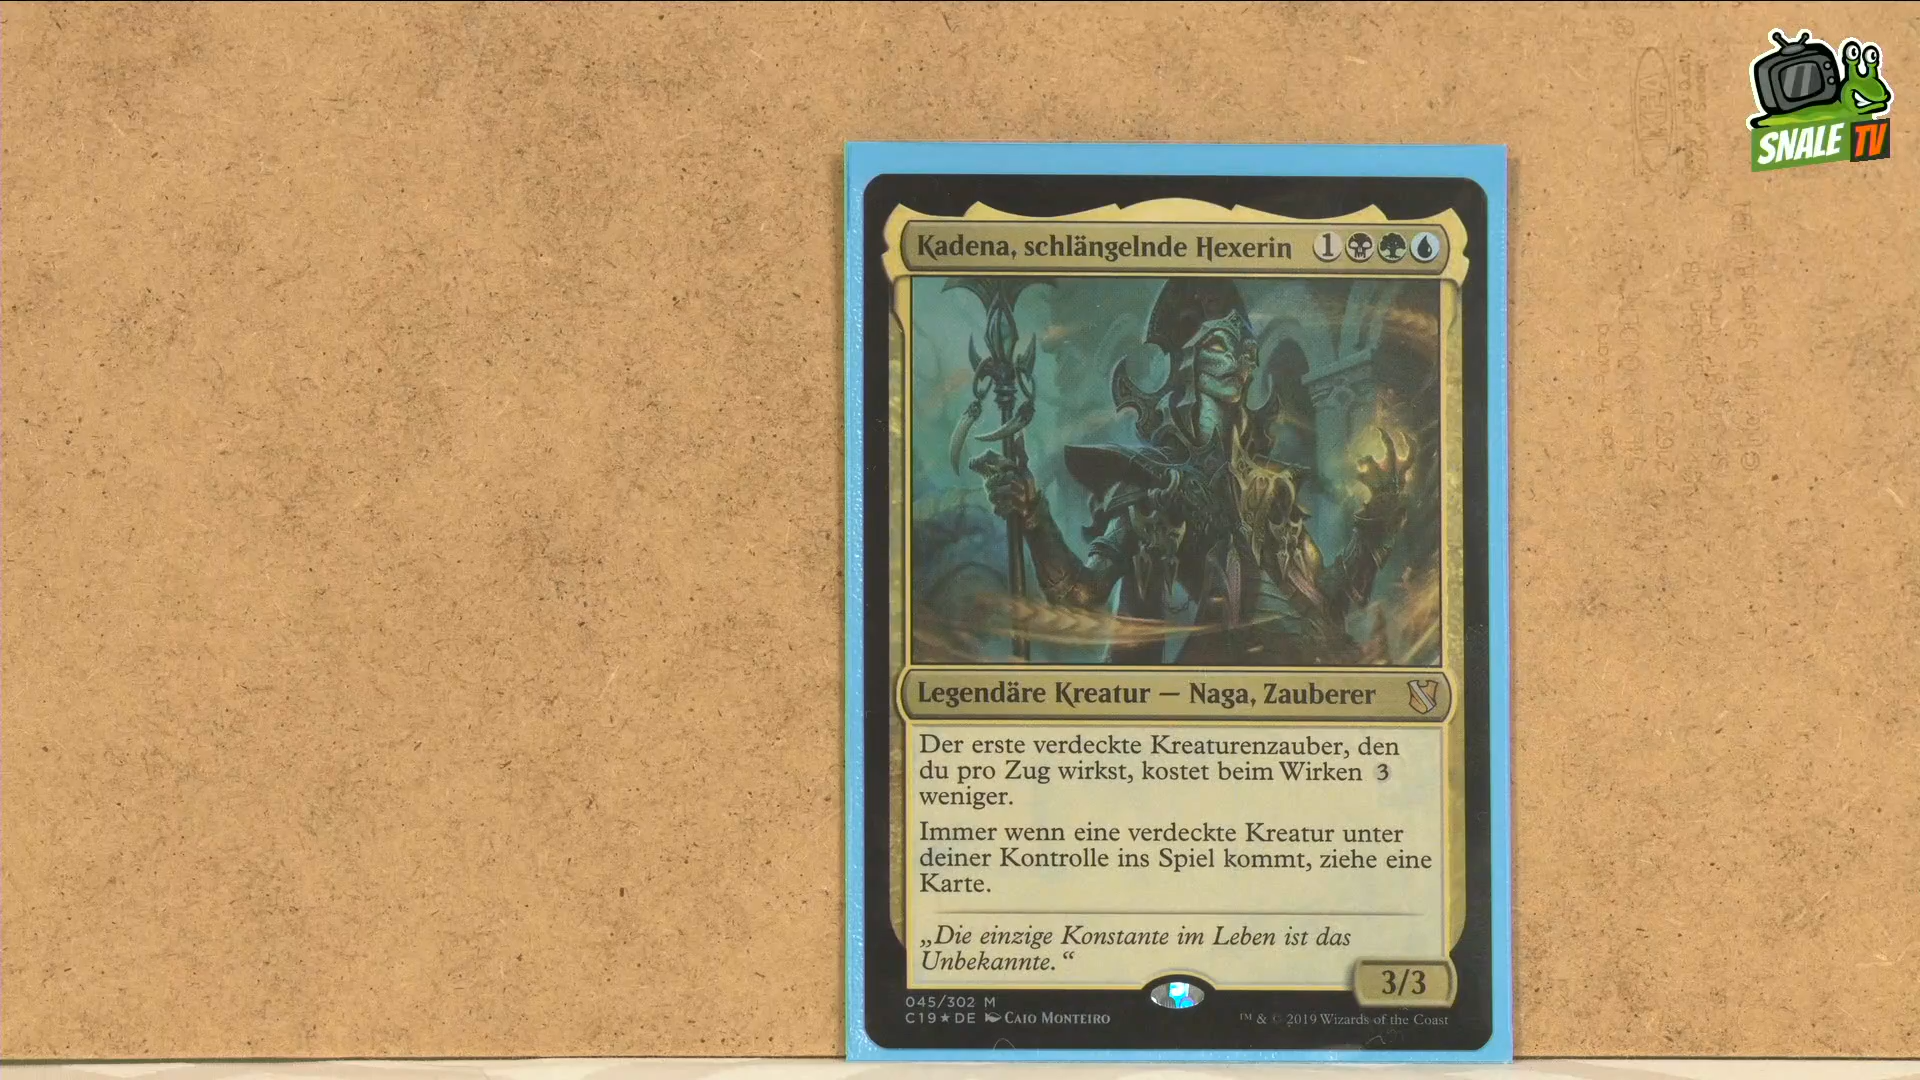 SNALE TV
IKEA
Kadena, schlängelnde Hexerin 1
Legendäre Kreatur — Naga, Zauberer
Der erste verdeckte Kreaturenzauber, den
du pro Zug wirkst, kostet beim Wirken 3
weniger.
Immer wenn eine verdeckte Kreatur unter
deiner Kontrolle ins Spiel kommt, ziehe eine
Karte.
„Die einzige Konstante im Leben ist das
Unbekannte.“
3/3
045/302 M
C19★DE CAIO MONTEIRO
™ & © 2019 Wizards of the Coast